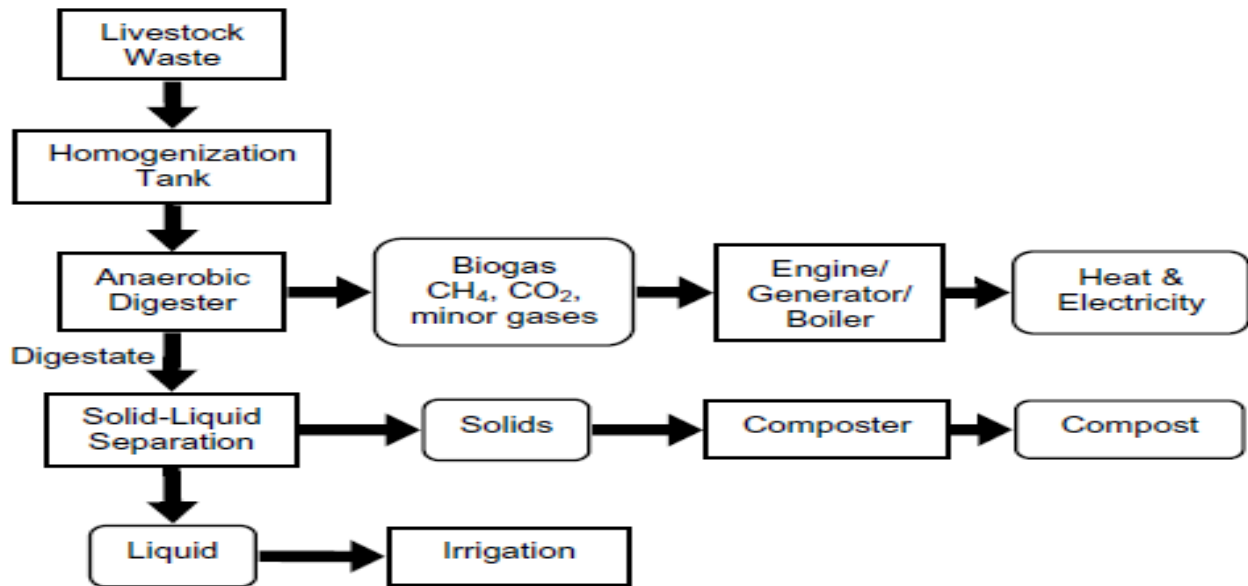 Livestock
Waste
Homogenization
Tank
Anaerobic
Digester
Biogas
CH₄, CO₂,
minor gases
Engine/
Generator/
Boiler
Heat &
Electricity
Digestate
Solid-Liquid
Separation
Solids
Composter
Compost
Liquid
Irrigation